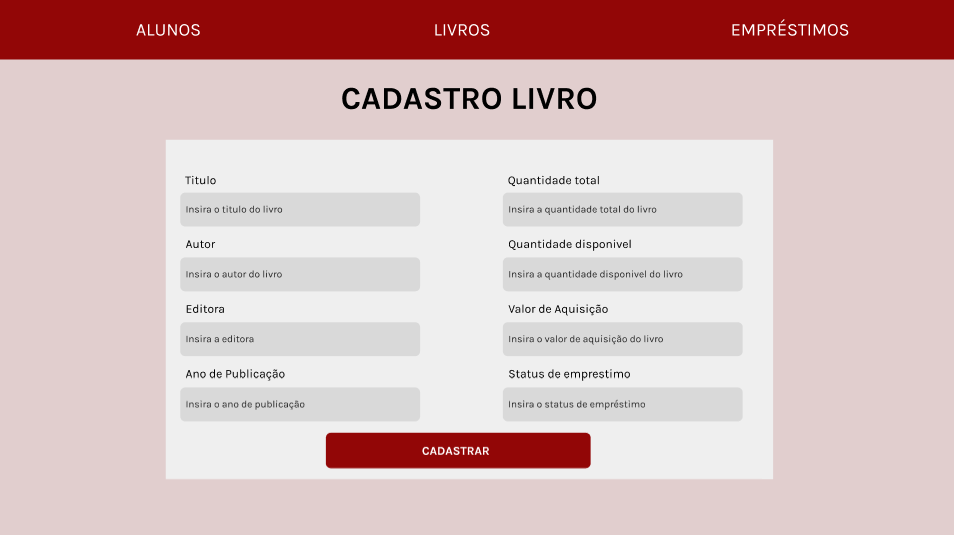 ALUNOS LIVROS EMPRÉSTIMOS
CADASTRO LIVRO
Titulo
Insira o titulo do livro
Autor
Insira o autor do livro
Editora
Insira a editora
Ano de Publicação
Insira o ano de publicação
Quantidade total
Insira a quantidade total do livro
Quantidade disponivel
Insira a quantidade disponivel do livro
Valor de Aquisição
Insira o valor de aquisição do livro
Status de emprestimo
Insira o status de empréstimo
CADASTRAR